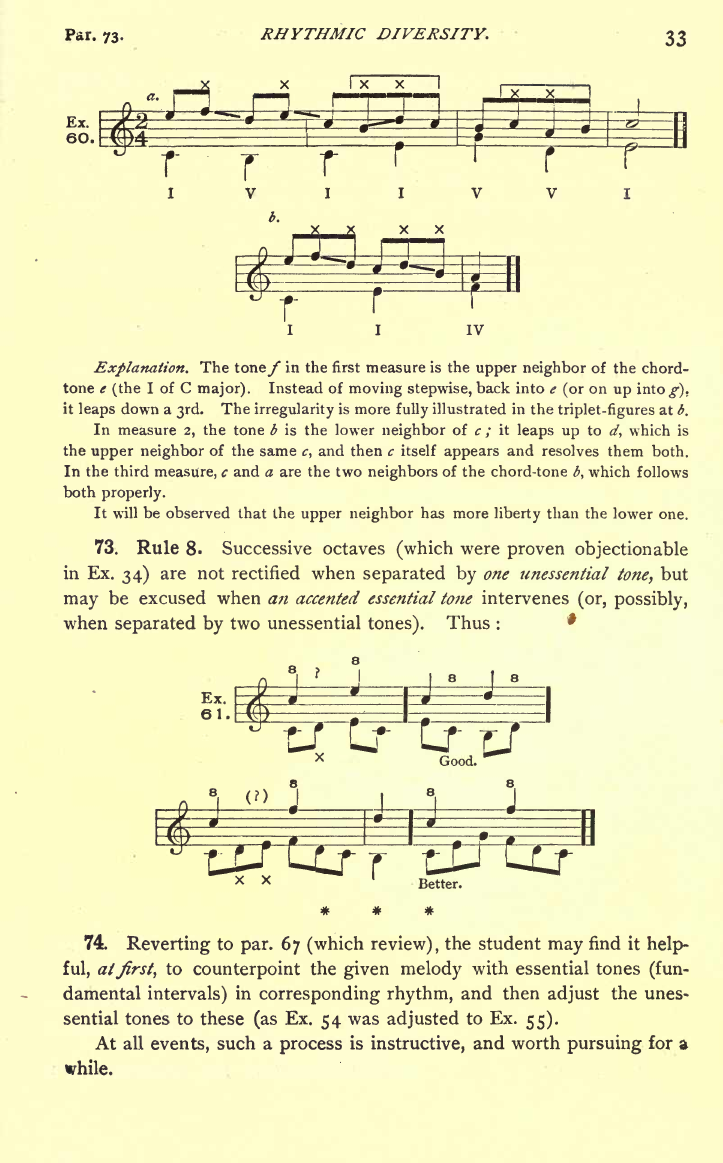 Par. 73. RHYTHMIC DIVERSITY. 33
a. × × × × × ×
Ex. 60. 2 4
I V I I V V I
b. × × × ×
I I IV
Explanation. The tone f in the first measure is the upper neighbor of the chord-
tone e (the I of C major). Instead of moving stepwise, back into e (or on up into g),
it leaps down a 3rd. The irregularity is more fully illustrated in the triplet-figures at b.
In measure 2, the tone b is the lower neighbor of c; it leaps up to d, which is
the upper neighbor of the same c, and then c itself appears and resolves them both.
In the third measure, c and a are the two neighbors of the chord-tone b, which follows
both properly.
It will be observed that the upper neighbor has more liberty than the lower one.
73. Rule 8. Successive octaves (which were proven objectionable
in Ex. 34) are not rectified when separated by one unessential tone, but
may be excused when an accented essential tone intervenes (or, possibly,
when separated by two unessential tones). Thus :
8 ? 8 8 8
Ex. 61.
× Good.
8 (?) 8 8 8
× × Better.
* * *
74. Reverting to par. 67 (which review), the student may find it help-
ful, at first, to counterpoint the given melody with essential tones (fun-
damental intervals) in corresponding rhythm, and then adjust the unes-
sential tones to these (as Ex. 54 was adjusted to Ex. 55).
At all events, such a process is instructive, and worth pursuing for a
while.